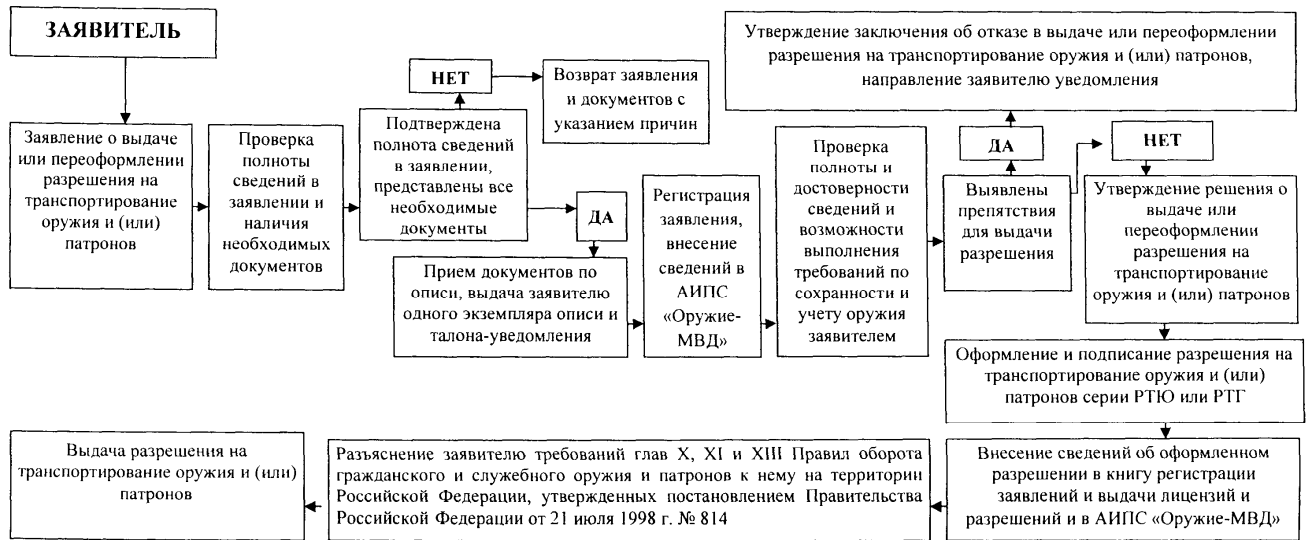 ЗАЯВИТЕЛЬ
Заявление о выдаче
или переоформлении
разрешения на
транспортирование
оружия и (или)
патронов
Проверка
полноты
сведений в
заявлении и
наличия
необходимых
документов
НЕТ
Возврат заявления
и документов с
указанием причин
Подтверждена
полнота сведений
в заявлении,
представлены все
необходимые
документы
ДА
Прием документов по
описи, выдача заявителю
одного экземпляра описи и
талона-уведомления
Регистрация
заявления,
внесение
сведений в
АИПС
«Оружие-
МВД»
Проверка
полноты и
достоверности
сведений и
возможности
выполнения
требований по
сохранности и
учету оружия
заявителем
Утверждение заключения об отказе в выдаче или переоформлении
разрешения на транспортирование оружия и (или) патронов,
направление заявителю уведомления
ДА
НЕТ
Выявлены
препятствия
для выдачи
разрешения
Утверждение решения о
выдаче или
переоформлении
разрешения на
транспортирование
оружия и (или) патронов
Оформление и подписание разрешения на
транспортирование оружия и (или)
патронов серии РТЮ или РТГ
Внесение сведений об оформленном
разрешении в книгу регистрации
заявлений и выдачи лицензий и
разрешений и в АИПС «Оружие-МВД»
Разъяснение заявителю требований глав X, XI и XIII Правил оборота
гражданского и служебного оружия и патронов к нему на территории
Российской Федерации, утвержденных постановлением Правительства
Российской Федерации от 21 июля 1998 г. № 814
Выдача разрешения на
транспортирование оружия и (или)
патронов